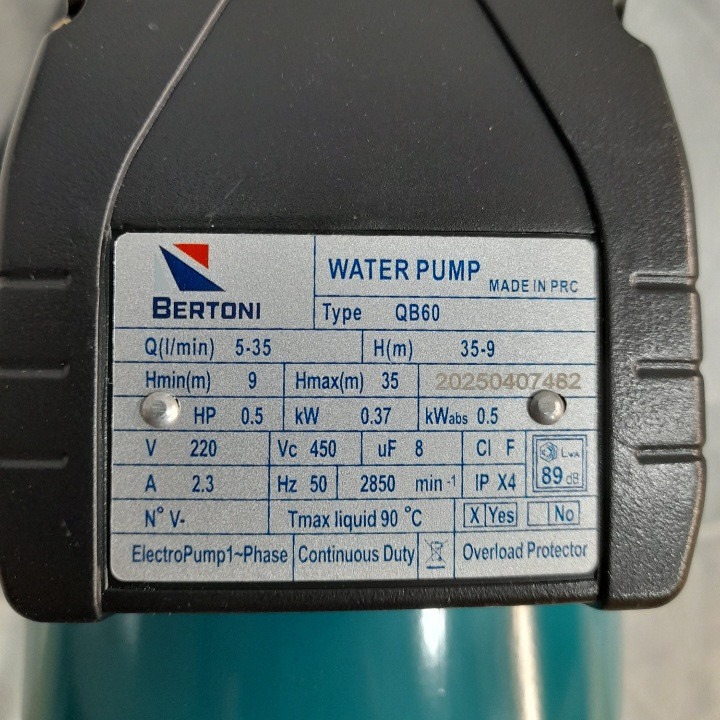 BERTONI
WATER PUMP MADE IN PRC
Type QB60
Q(l/min) 5-35 H(m) 35-9
Hmin(m) 9 Hmax(m) 35 20250407482
HP 0.5 kW 0.37 kWabs 0.5
V 220 Vc 450 uF 8 Cl F
LWA
A 2.3 Hz 50 2850 min-1 IP X4 89 dB
N° V- Tmax liquid 90 °C X Yes No
ElectroPump1~Phase Continuous Duty Overload Protector